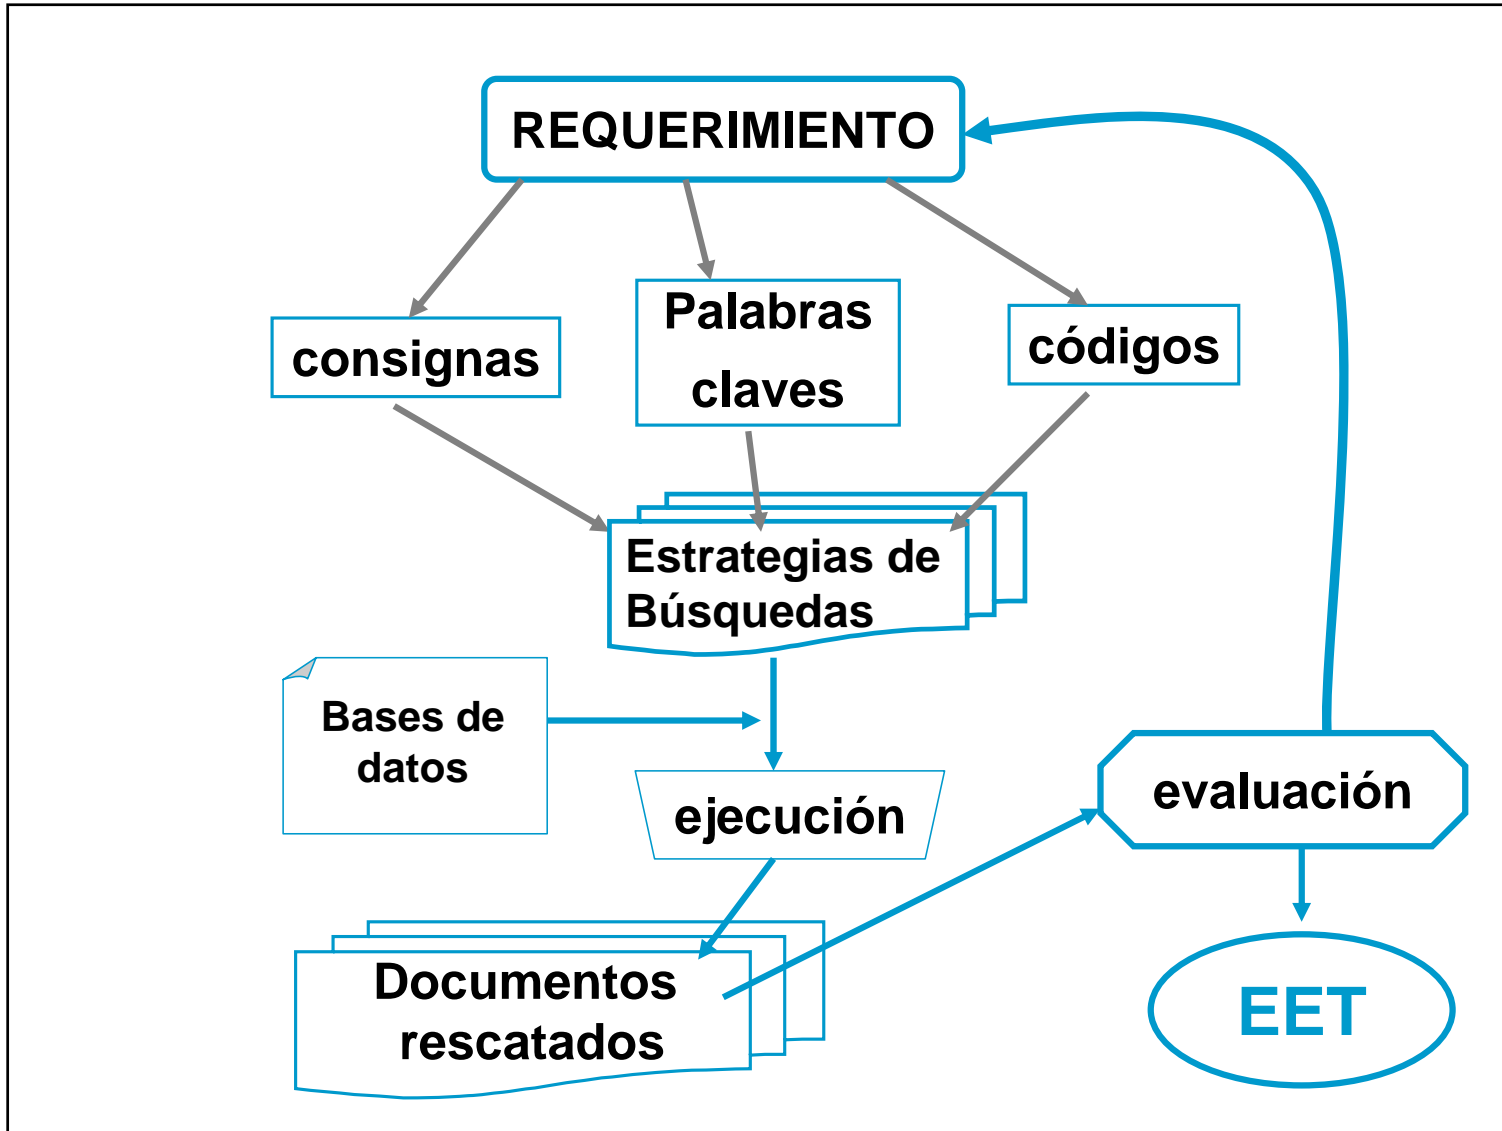 REQUERIMIENTO
consignas
Palabras
claves
códigos
Estrategias de
Búsquedas
Bases de
datos
ejecución
evaluación
Documentos
rescatados
EET